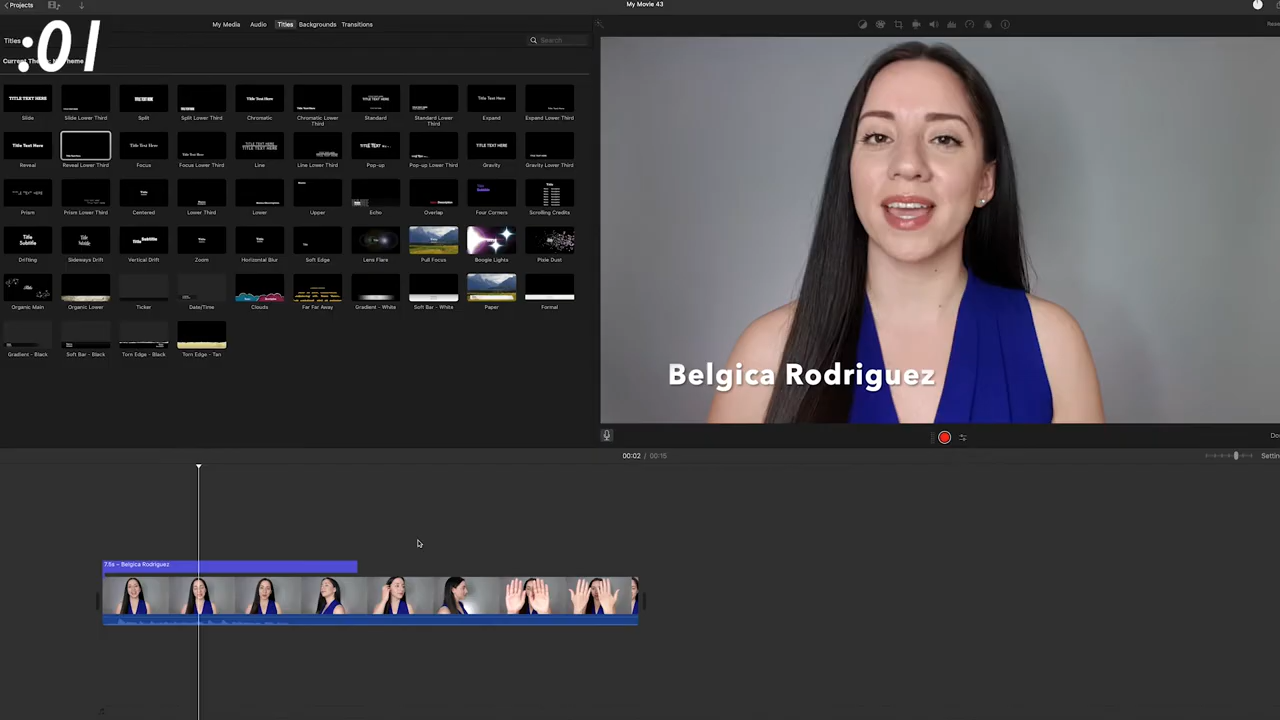 Projects
My Movie 43
:01
My Media Audio Titles Backgrounds Transitions
Titles
Search
TITLE TEXT HERE
Title Text Here
Slide Slide Lower Third Split Split Lower Third Chromatic Chromatic Lower Third Standard Standard Lower Third Expand Expand Lower Third
Reveal Reveal Lower Third Focus Focus Lower Third Line Line Lower Third Pop-up Pop-up Lower Third Gravity Gravity Lower Third
Prism Prism Lower Third Centered Lower Third Lower Upper Echo Overlap Four Corners Scrolling Credits
Drifting Sideways Drift Vertical Drift Zoom Horizontal Blur Soft Edge Lens Flare Pull Focus Boogie Lights Pixie Dust
Organic Main Organic Lower Ticker Date/Time Clouds Far Far Away Gradient - White Soft Bar - White Paper Formal
Gradient - Black Soft Bar - Black Torn Edge - Black Torn Edge - Tan
Belgica Rodriguez
00:02 / 00:15
7.5s – Belgica Rodriguez